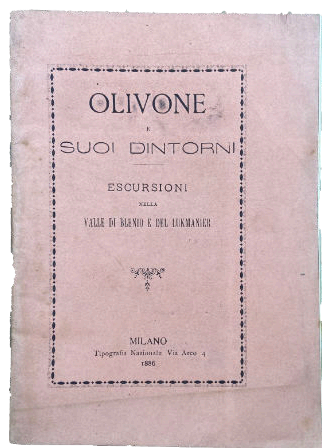 OLIVONE
E
SUOI DINTORNI
ESCURSIONI
NELLA
VALLE DI BLENIO E DEL LUKMANIER
MILANO
Tipografia Nazionale Via Arco 4
1886